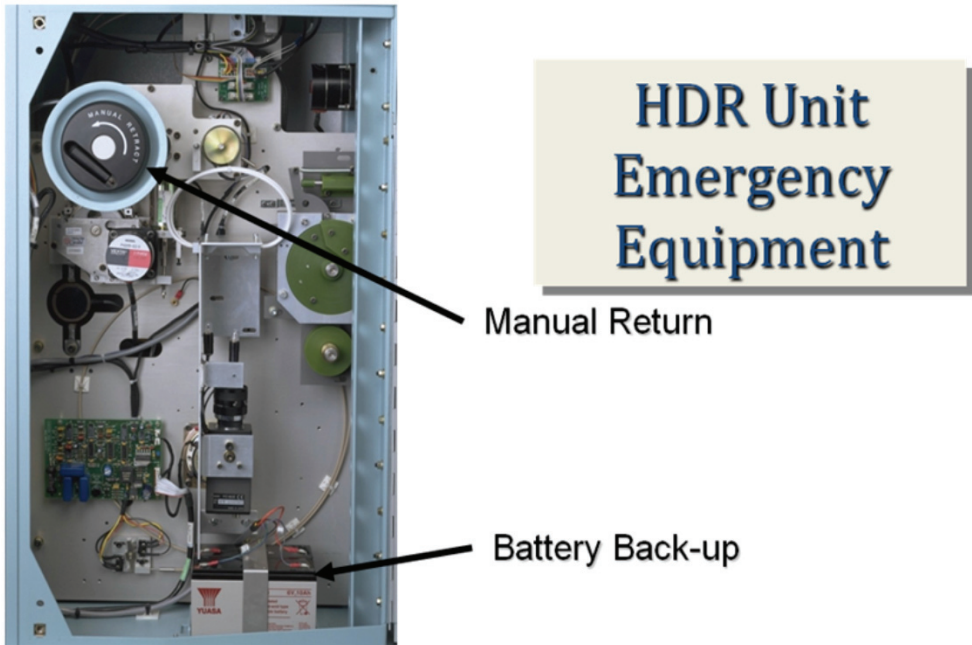 HDR Unit
Emergency
Equipment
MANUAL RETRACT
Manual Return
Battery Back-up
YUASA